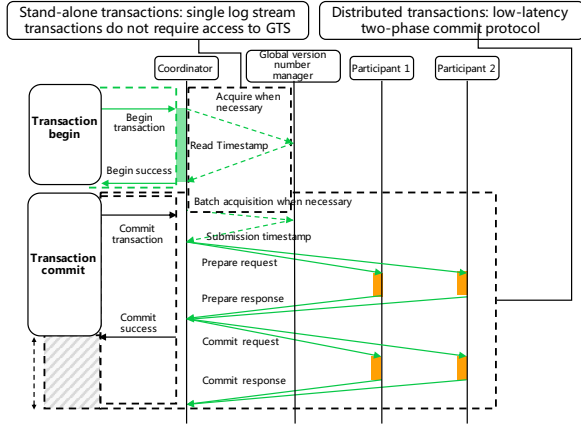 Stand-alone transactions: single log stream
transactions do not require access to GTS
Distributed transactions: low-latency
two-phase commit protocol
Coordinator
Global version
number
manager
Participant 1
Participant 2
Transaction
begin
Begin
transaction
Begin success
Acquire when
necessary
Read Timestamp
Batch acquisition when necessary
Submission timestamp
Transaction
commit
Commit
transaction
Commit
success
Prepare request
Prepare response
Commit request
Commit response